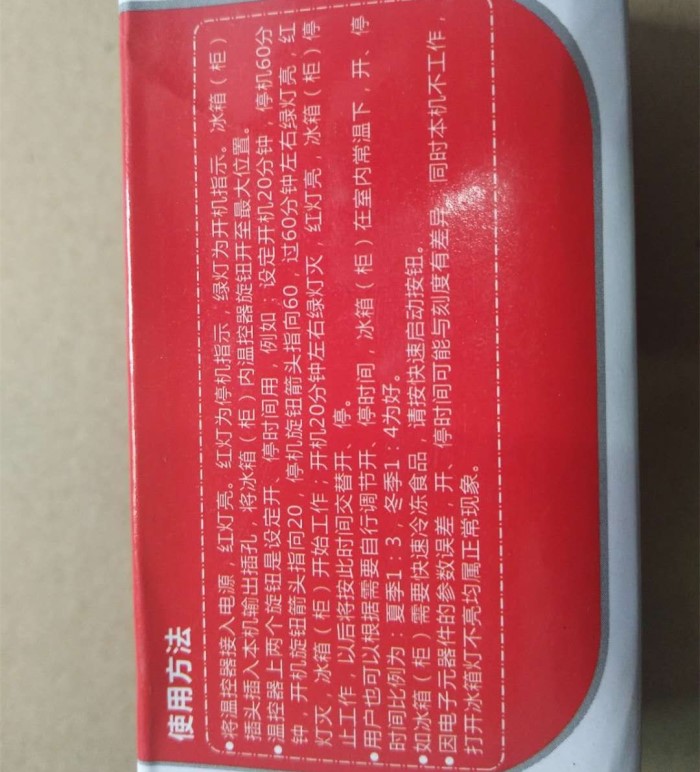 使用方法
●将温控器接入电源，红灯亮。红灯为停机指示，绿灯为开机指示。冰箱（柜）
插头插入本机输出插孔，将冰箱（柜）内温控器旋钮开至最大位置。
●温控器上两个旋钮是设定开、停时间用，例如：设定开机20分钟，停机60分
钟，开机旋钮箭头指向20，停机旋钮箭头指向60，过60分钟左右绿灯亮，红
灯灭，冰箱（柜）开始工作；开机20分钟左右绿灯灭，红灯亮，冰箱（柜）停
止工作，以后将按此时间交替开、停。
●用户也可以根据需要自行调节开、停时间，冰箱（柜）在室内常温下，开、停
时间比例为：夏季1：3，冬季1：4为好。
●如冰箱（柜）需要快速冷冻食品，请按快速启动按钮。
●因电子元器件的参数误差，开、停时间可能与刻度有差异，同时本机不工作，
打开冰箱灯不亮均属正常现象。